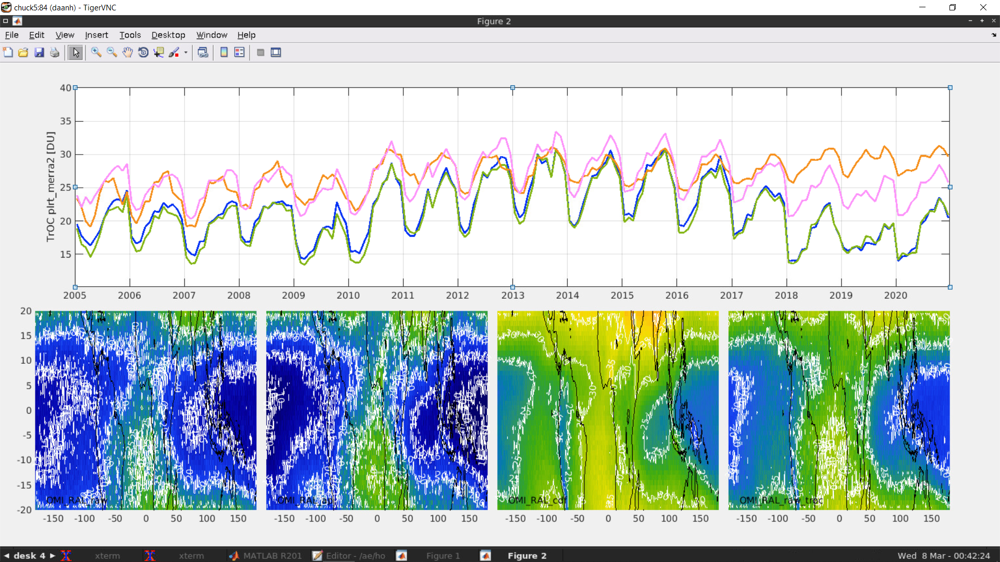 chuck5:84 (daanh) - TigerVNC
Figure 2
File Edit View Insert Tools Desktop Window Help
40
35
30
25
20
15
TrOC plrt_merra2 [DU]
2005 2006 2007 2008 2009 2010 2011 2012 2013 2014 2015 2016 2017 2018 2019 2020
20
15
10
5
0
-5
-10
-15
-20
OMI_RAL_raw
OMI_RAL_cdf
OMI_RAL_raw_troc
-150 -100 -50 0 50 100 150
-150 -100 -50 0 50 100 150
-150 -100 -50 0 50 100 150
-150 -100 -50 0 50 100 150
desk 4 xterm xterm MATLAB R201 Editor - /ae/ho Figure 1 Figure 2 Wed 8 Mar - 00:42:24